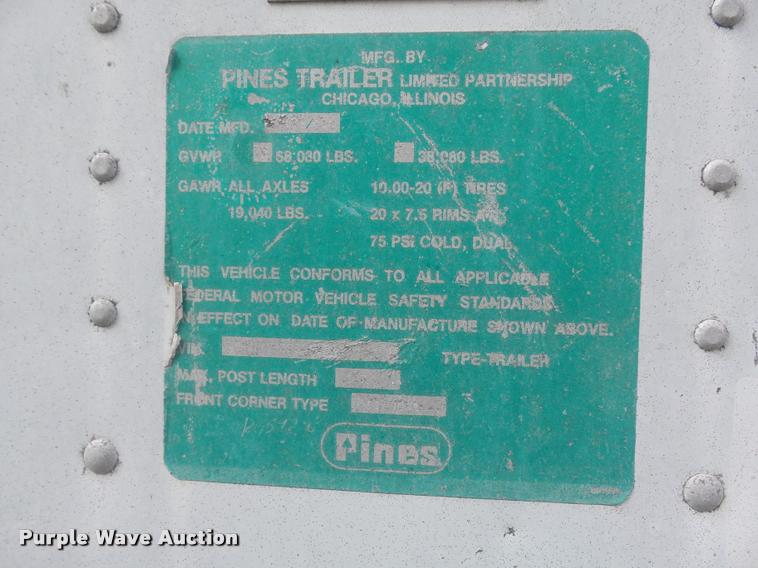 MFG. BY
PINES TRAILER LIMITED PARTNERSHIP
CHICAGO, ILLINOIS
DATE MFD.
GVWR 68,000 LBS. 38,080 LBS.
GAWR ALL AXLES 10.00-20 (F) TIRES
19,040 LBS. 20 x 7.5 RIMS AT
75 PSI COLD, DUAL
THIS VEHICLE CONFORMS TO ALL APPLICABLE
FEDERAL MOTOR VEHICLE SAFETY STANDARDS
IN EFFECT ON DATE OF MANUFACTURE SHOWN ABOVE.
VIN. TYPE-TRAILER
MAX. POST LENGTH
FRONT CORNER TYPE
Pines
Purple Wave Auction